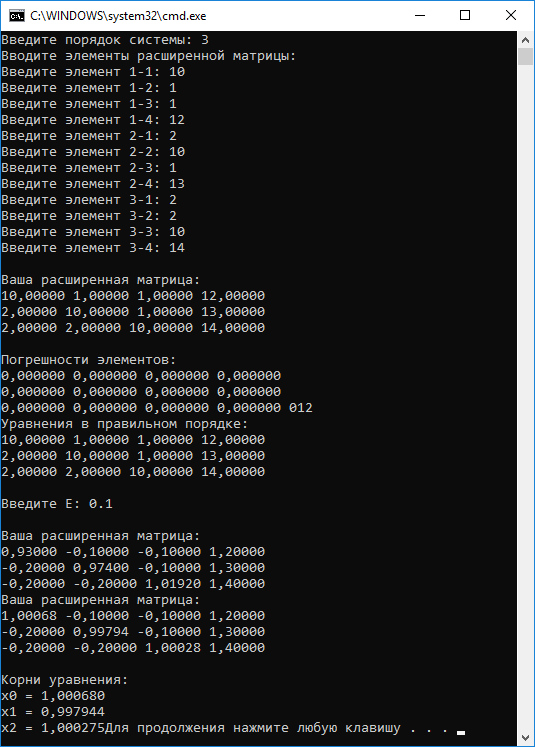 C:\WINDOWS\system32\cmd.exe
Введите порядок системы: 3
Вводите элементы расширенной матрицы:
Введите элемент 1-1: 10
Введите элемент 1-2: 1
Введите элемент 1-3: 1
Введите элемент 1-4: 12
Введите элемент 2-1: 2
Введите элемент 2-2: 10
Введите элемент 2-3: 1
Введите элемент 2-4: 13
Введите элемент 3-1: 2
Введите элемент 3-2: 2
Введите элемент 3-3: 10
Введите элемент 3-4: 14
Ваша расширенная матрица:
10,00000 1,00000 1,00000 12,00000
2,00000 10,00000 1,00000 13,00000
2,00000 2,00000 10,00000 14,00000
Погрешности элементов:
0,000000 0,000000 0,000000 0,000000
0,000000 0,000000 0,000000 0,000000
0,000000 0,000000 0,000000 0,000000 012
Уравнения в правильном порядке:
10,00000 1,00000 1,00000 12,00000
2,00000 10,00000 1,00000 13,00000
2,00000 2,00000 10,00000 14,00000
Введите E: 0.1
Ваша расширенная матрица:
0,93000 -0,10000 -0,10000 1,20000
-0,20000 0,97400 -0,10000 1,30000
-0,20000 -0,20000 1,01920 1,40000
Ваша расширенная матрица:
1,00068 -0,10000 -0,10000 1,20000
-0,20000 0,99794 -0,10000 1,30000
-0,20000 -0,20000 1,00028 1,40000
Корни уравнения:
x0 = 1,000680
x1 = 0,997944
x2 = 1,000275Для продолжения нажмите любую клавишу . . .